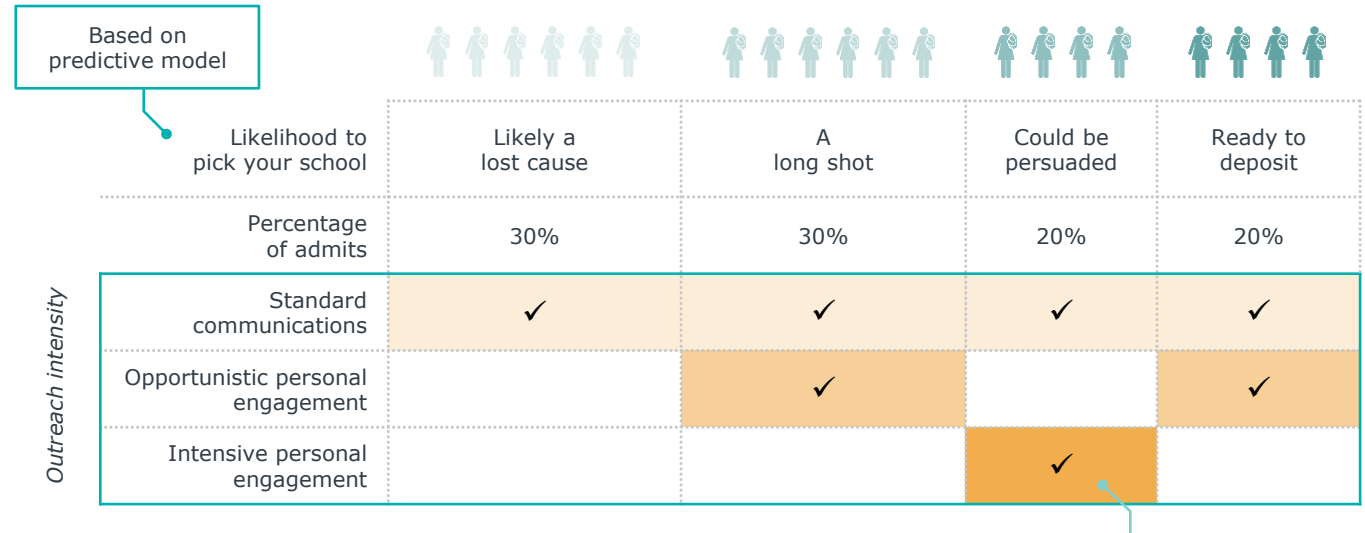 Based on
predictive model
Likelihood to
pick your school
Likely a
lost cause
A
long shot
Could be
persuaded
Ready to
deposit
Percentage
of admits
30%
30%
20%
20%
Outreach intensity
Standard
communications
✓
✓
✓
✓
Opportunistic personal
engagement
✓
✓
Intensive personal
engagement
✓